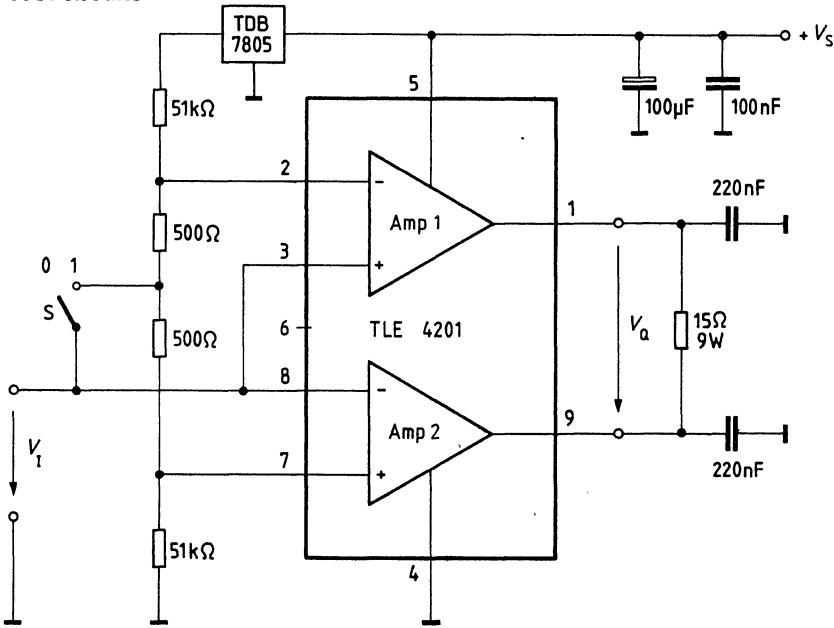 TDB
7805
+ V_S
51kΩ
5
100µF
100nF
2
220nF
Amp 1
1
500Ω
3
0 1
S
6
TLE 4201
V_Q
15Ω
9W
500Ω
8
Amp 2
9
V_I
7
220nF
51kΩ
4